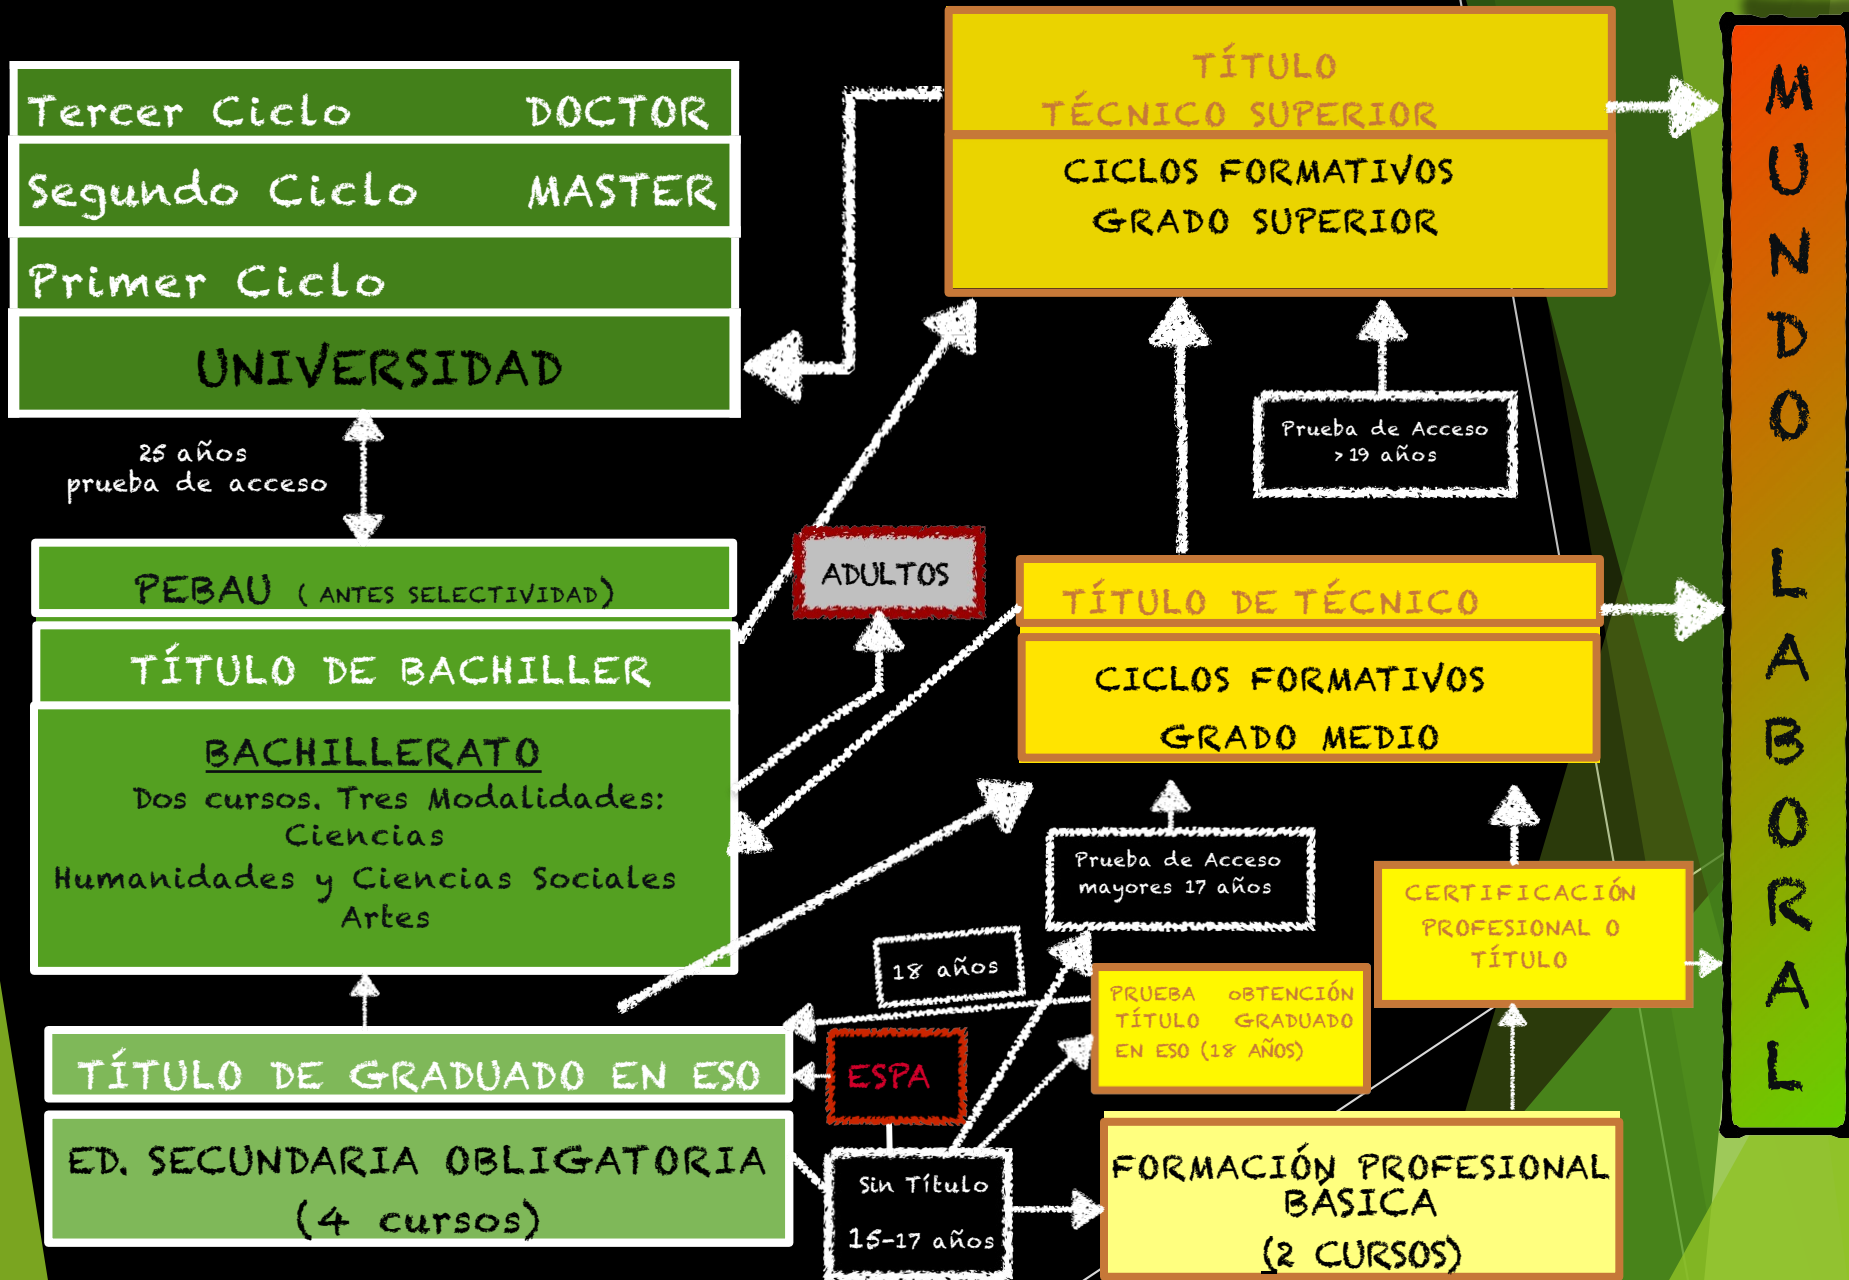 Tercer Ciclo DOCTOR
Segundo Ciclo MASTER
Primer Ciclo
UNIVERSIDAD
25 años
prueba de acceso
PEBAU ( ANTES SELECTIVIDAD)
TÍTULO DE BACHILLER
BACHILLERATO
Dos cursos. Tres Modalidades:
Ciencias
Humanidades y Ciencias Sociales
Artes
TÍTULO DE GRADUADO EN ESO
ED. SECUNDARIA OBLIGATORIA
(4 cursos)
TÍTULO
TÉCNICO SUPERIOR
CICLOS FORMATIVOS
GRADO SUPERIOR
Prueba de Acceso
>19 años
ADULTOS
TÍTULO DE TÉCNICO
CICLOS FORMATIVOS
GRADO MEDIO
Prueba de Acceso
mayores 17 años
18 años
ESPA
Sin Título
15-17 años
PRUEBA oBTENCIÓN
TÍTULO GRADUADO
EN ESO (18 AÑOS)
CERTIFICACIÓN
PROFESIONAL O
TÍTULO
FORMACIÓN PROFESIONAL
BÁSICA
(2 CURSOS)
MUNDO LABORAL